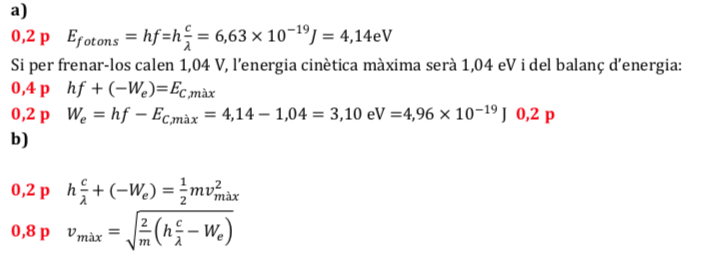 a)
0,2 p E_fotons = hf=h c/λ = 6,63 × 10⁻¹⁹J = 4,14eV
Si per frenar-los calen 1,04 V, l'energia cinètica màxima serà 1,04 eV i del balanç d'energia:
0,4 p hf + (−W_e)=E_C,màx
0,2 p W_e = hf − E_C,màx = 4,14 − 1,04 = 3,10 eV =4,96 × 10⁻¹⁹ J 0,2 p
b)
0,2 p h c/λ + (−W_e) = 1/2 mv²_màx
0,8 p v_màx = √(2/m (h c/λ − W_e))